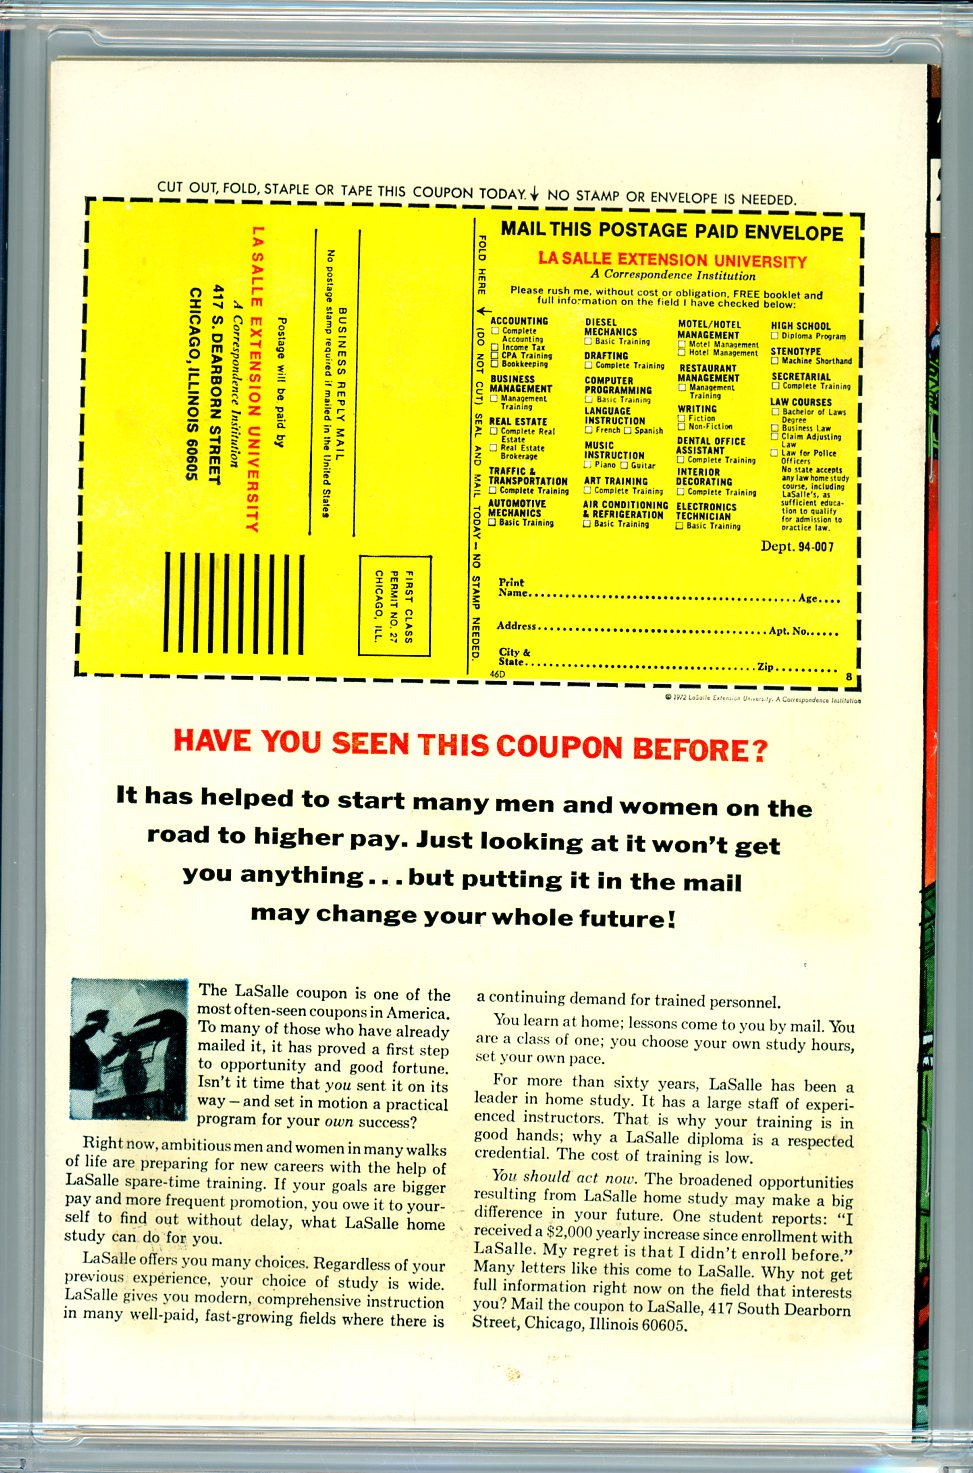 CUT OUT, FOLD, STAPLE OR TAPE THIS COUPON TODAY.↓ NO STAMP OR ENVELOPE IS NEEDED.
LA SALLE EXTENSION UNIVERSITY
A Correspondence Institution
417 S. DEARBORN STREET
CHICAGO, ILLINOIS 60605
Postage will be paid by
BUSINESS REPLY MAIL
No postage stamp required if mailed in the United States
FIRST CLASS
PERMIT NO. 27
CHICAGO, ILL.
FOLD HERE ← (DO NOT CUT) SEAL AND MAIL TODAY — NO STAMP NEEDED.
MAIL THIS POSTAGE PAID ENVELOPE
LA SALLE EXTENSION UNIVERSITY
A Correspondence Institution
Please rush me, without cost or obligation, FREE booklet and
full information on the field I have checked below:
ACCOUNTING
☐ Complete
Accounting
☐ Income Tax
☐ CPA Training
☐ Bookkeeping
BUSINESS
MANAGEMENT
☐ Management
Training
REAL ESTATE
☐ Complete Real
Estate
☐ Real Estate
Brokerage
TRAFFIC &
TRANSPORTATION
☐ Complete Training
AUTOMOTIVE
MECHANICS
☐ Basic Training
DIESEL
MECHANICS
☐ Basic Training
DRAFTING
☐ Complete Training
COMPUTER
PROGRAMMING
☐ Basic Training
LANGUAGE
INSTRUCTION
☐ French ☐ Spanish
MUSIC
INSTRUCTION
☐ Piano ☐ Guitar
ART TRAINING
☐ Complete Training
AIR CONDITIONING
& REFRIGERATION
☐ Basic Training
MOTEL/HOTEL
MANAGEMENT
☐ Motel Management
☐ Hotel Management
RESTAURANT
MANAGEMENT
☐ Management
Training
WRITING
☐ Fiction
☐ Non-Fiction
DENTAL OFFICE
ASSISTANT
☐ Complete Training
INTERIOR
DECORATING
☐ Complete Training
ELECTRONICS
TECHNICIAN
☐ Basic Training
HIGH SCHOOL
☐ Diploma Program
STENOTYPE
☐ Machine Shorthand
SECRETARIAL
☐ Complete Training
LAW COURSES
☐ Bachelor of Laws
Degree
☐ Business Law
☐ Claim Adjusting
Law
☐ Law for Police
Officers
No state accepts
any law home study
course, including
LaSalle's, as
sufficient educa-
tion to qualify
for admission to
practice law.
Dept. 94-007
Print
Name.......... Age....
Address.......... Apt. No......
City &
State.......... Zip..........
46D
8
© 1972 LaSalle Extension University, A Correspondence Institution
HAVE YOU SEEN THIS COUPON BEFORE?
It has helped to start many men and women on the
road to higher pay. Just looking at it won't get
you anything...but putting it in the mail
may change your whole future!
The LaSalle coupon is one of the
most often-seen coupons in America.
To many of those who have already
mailed it, it has proved a first step
to opportunity and good fortune.
Isn't it time that you sent it on its
way – and set in motion a practical
program for your own success?
Right now, ambitious men and women in many walks
of life are preparing for new careers with the help of
LaSalle spare-time training. If your goals are bigger
pay and more frequent promotion, you owe it to your-
self to find out without delay, what LaSalle home
study can do for you.
LaSalle offers you many choices. Regardless of your
previous experience, your choice of study is wide.
LaSalle gives you modern, comprehensive instruction
in many well-paid, fast-growing fields where there is
a continuing demand for trained personnel.
You learn at home; lessons come to you by mail. You
are a class of one; you choose your own study hours,
set your own pace.
For more than sixty years, LaSalle has been a
leader in home study. It has a large staff of experi-
enced instructors. That is why your training is in
good hands; why a LaSalle diploma is a respected
credential. The cost of training is low.
You should act now. The broadened opportunities
resulting from LaSalle home study may make a big
difference in your future. One student reports: "I
received a $2,000 yearly increase since enrollment with
LaSalle. My regret is that I didn't enroll before."
Many letters like this come to LaSalle. Why not get
full information right now on the field that interests
you? Mail the coupon to LaSalle, 417 South Dearborn
Street, Chicago, Illinois 60605.